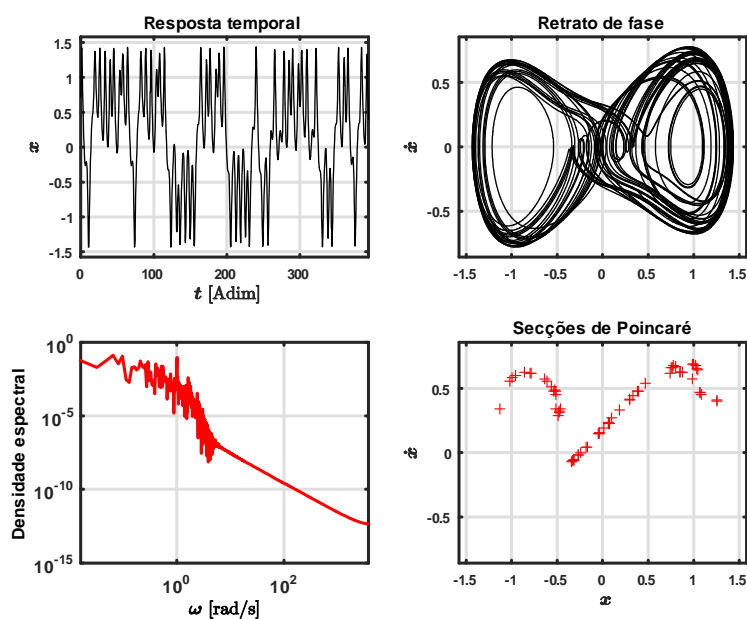 Resposta temporal
1.5
1
0.5
0
-0.5
-1
-1.5
x
0 100 200 300
t [Adim]
Retrato de fase
0.5
0
-0.5
ẋ
-1.5 -1 -0.5 0 0.5 1 1.5
10^0
10^-5
10^-10
10^-15
Densidade espectral
10^0 10^2
ω [rad/s]
Secções de Poincaré
0.5
0
-0.5
ẋ
-1.5 -1 -0.5 0 0.5 1 1.5
x